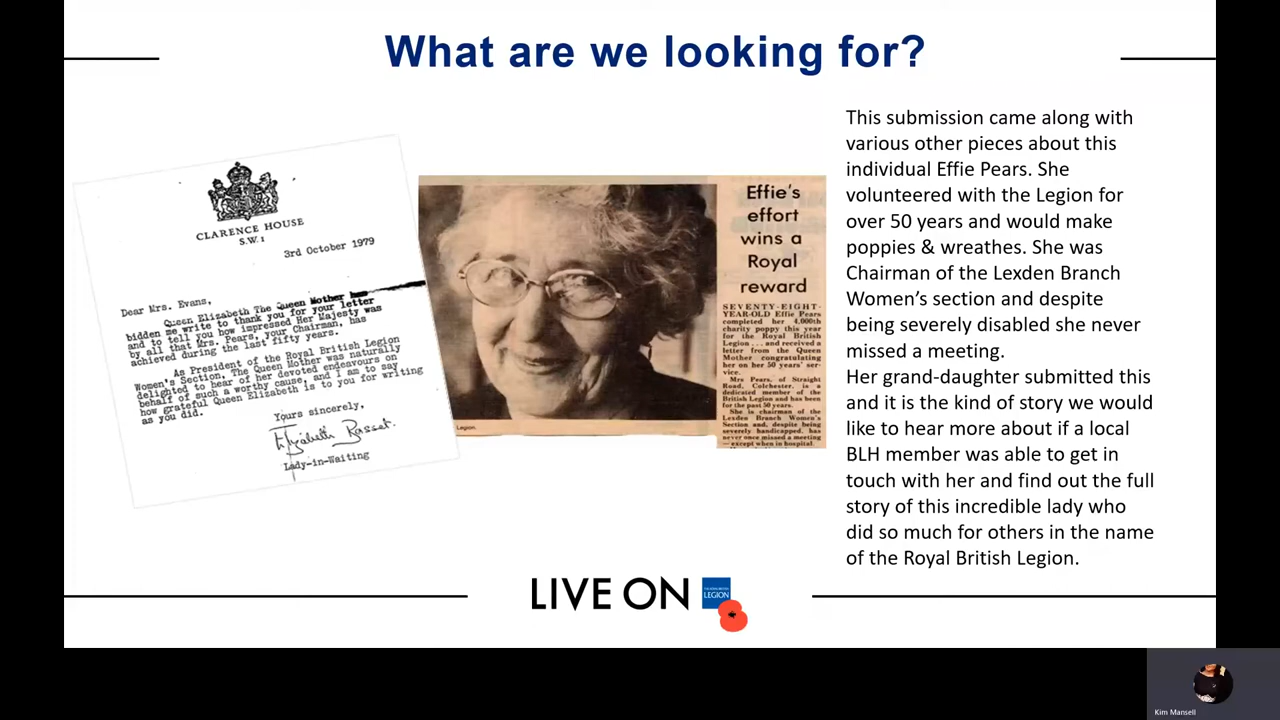 What are we looking for?
CLARENCE HOUSE
S.W.1
3rd October 1979
Dear Mrs. Evans,
Queen Elizabeth The Queen Mother has
bidden me write to thank you for your letter
and to tell you how impressed Her Majesty was
by all that Mrs. Pears, your Chairman, has
achieved during the last fifty years.
As President of the Royal British Legion
Women's Section, The Queen Mother was naturally
delighted to hear of her devoted endeavours on
behalf of such a worthy cause, and I am to say
how grateful Queen Elizabeth is to you for writing
as you did.
Yours sincerely,
Elizabeth Basset.
Lady-in-Waiting
Legion.
Effie's
effort
wins a
Royal
reward
SEVENTY-EIGHT-
YEAR-OLD Effie Pears
completed her 4,000th
charity poppy this year
for the Royal British
Legion . . . and received a
letter from the Queen
Mother congratulating
her on her 50 years' ser-
vice.
Mrs Pears, of Straight
Road, Colchester, is a
dedicated member of the
British Legion and has been
for the past 50 years.
She is chairman of the
Lexden Branch Women's
Section and, despite being
severely handicapped, has
never once missed a meeting
— except when in hospital.
This submission came along with
various other pieces about this
individual Effie Pears. She
volunteered with the Legion for
over 50 years and would make
poppies & wreathes. She was
Chairman of the Lexden Branch
Women's section and despite
being severely disabled she never
missed a meeting.
Her grand-daughter submitted this
and it is the kind of story we would
like to hear more about if a local
BLH member was able to get in
touch with her and find out the full
story of this incredible lady who
did so much for others in the name
of the Royal British Legion.
LIVE ON
THE ROYAL BRITISH
LEGION
Kim Mansell